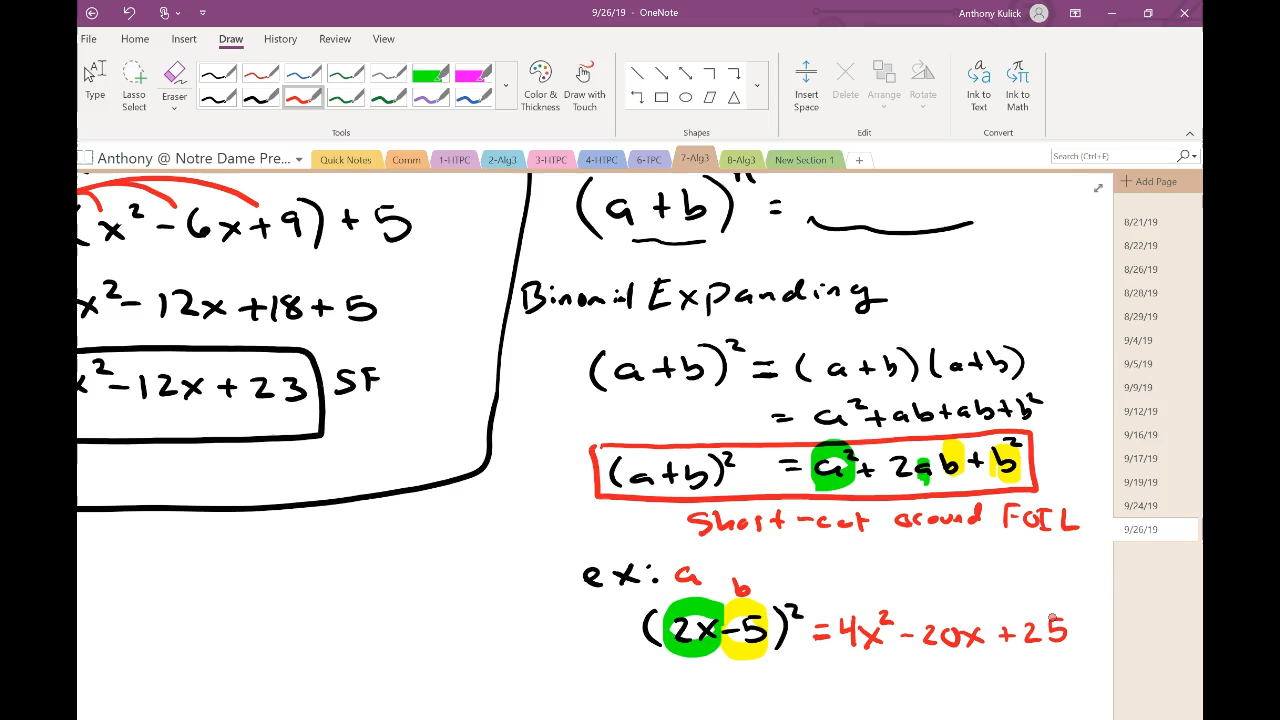 9/26/19 - OneNote
Anthony Kulick
File Home Insert Draw History Review View
Type
Lasso Select
Eraser
Color & Thickness
Draw with Touch
Insert Space
Delete
Arrange
Rotate
Ink to Text
Ink to Math
Tools
Shapes
Edit
Convert
Anthony @ Notre Dame Pre...
Quick Notes Comm 1-HTPC 2-Alg3 3-HTPC 4-HTPC 6-TPC 7-Alg3 8-Alg3 New Section 1 +
Search (Ctrl+F)
+ Add Page
8/21/19
8/22/19
8/26/19
8/28/19
8/29/19
9/4/19
9/5/19
9/9/19
9/12/19
9/16/19
9/17/19
9/19/19
9/24/19
9/26/19
(x² - 6x + 9) + 5
x² - 12x + 18 + 5
x² - 12x + 23 SF
(a + b)ⁿ =
Binomial Expanding
(a + b)² = (a + b)(a + b)
= a² + ab + ab + b²
(a + b)² = a² + 2ab + b²
Short-cut around FOIL
ex: a
b
(2x - 5)² = 4x² - 20x + 25